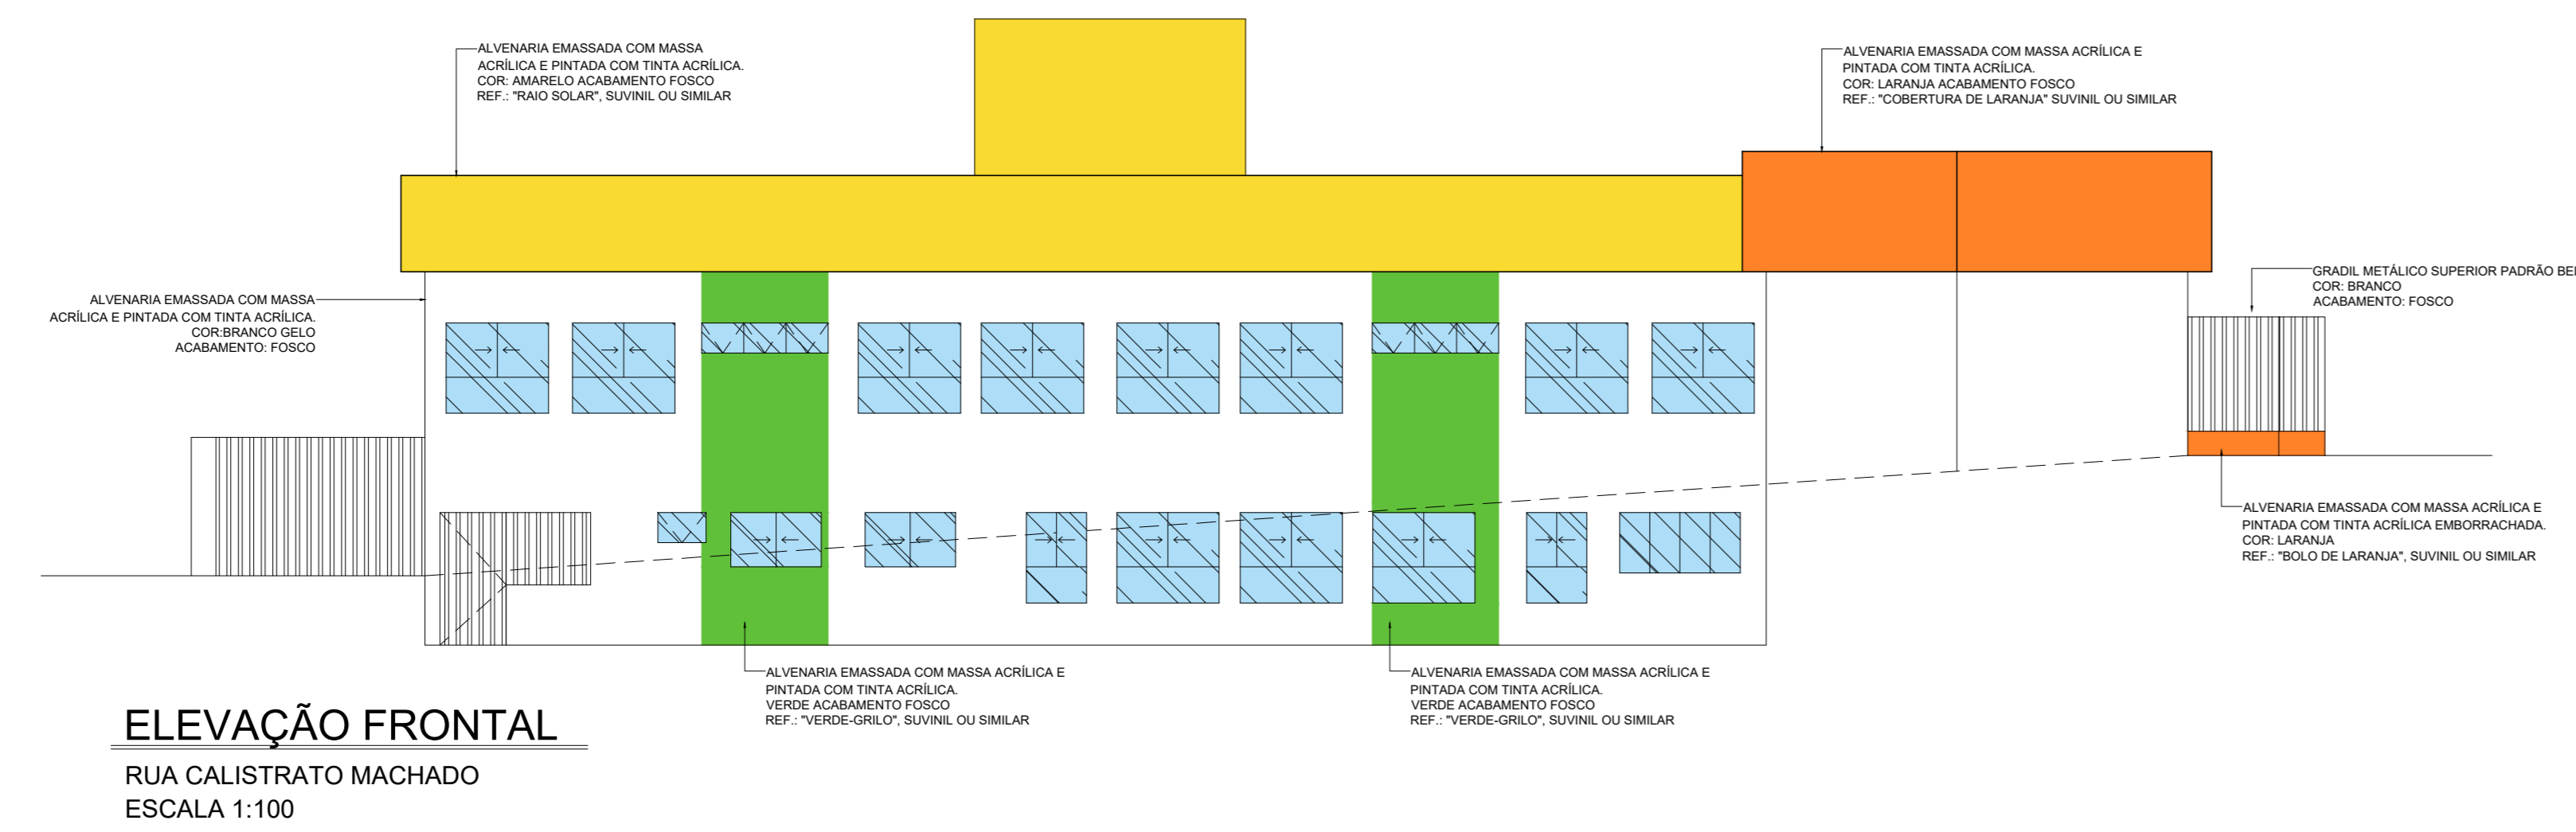 ALVENARIA EMASSADA COM MASSA
ACRÍLICA E PINTADA COM TINTA ACRÍLICA.
COR: AMARELO ACABAMENTO FOSCO
REF.: "RAIO SOLAR", SUVINIL OU SIMILAR
ALVENARIA EMASSADA COM MASSA ACRÍLICA E
PINTADA COM TINTA ACRÍLICA.
COR: LARANJA ACABAMENTO FOSCO
REF.: "COBERTURA DE LARANJA" SUVINIL OU SIMILAR
ALVENARIA EMASSADA COM MASSA
ACRÍLICA E PINTADA COM TINTA ACRÍLICA.
COR:BRANCO GELO
ACABAMENTO: FOSCO
GRADIL METÁLICO SUPERIOR PADRÃO
COR: BRANCO
ACABAMENTO: FOSCO
ALVENARIA EMASSADA COM MASSA ACRÍLICA E
PINTADA COM TINTA ACRÍLICA EMBORRACHADA.
COR: LARANJA
REF.: "BOLO DE LARANJA", SUVINIL OU SIMILAR
ALVENARIA EMASSADA COM MASSA ACRÍLICA E
PINTADA COM TINTA ACRÍLICA.
VERDE ACABAMENTO FOSCO
REF.: "VERDE-GRILO", SUVINIL OU SIMILAR
ALVENARIA EMASSADA COM MASSA ACRÍLICA E
PINTADA COM TINTA ACRÍLICA.
VERDE ACABAMENTO FOSCO
REF.: "VERDE-GRILO", SUVINIL OU SIMILAR
ELEVAÇÃO FRONTAL
RUA CALISTRATO MACHADO
ESCALA 1:100